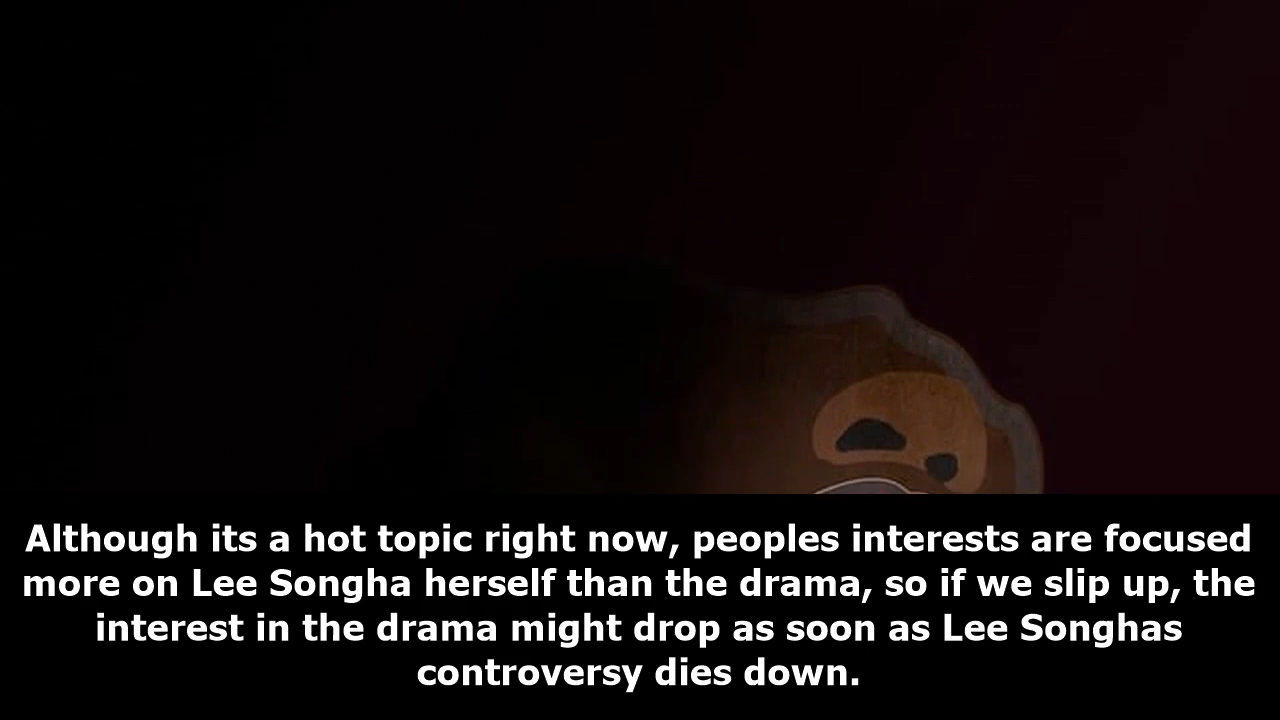 Although its a hot topic right now, peoples interests are focused
more on Lee Songha herself than the drama, so if we slip up, the
interest in the drama might drop as soon as Lee Songhas
controversy dies down.